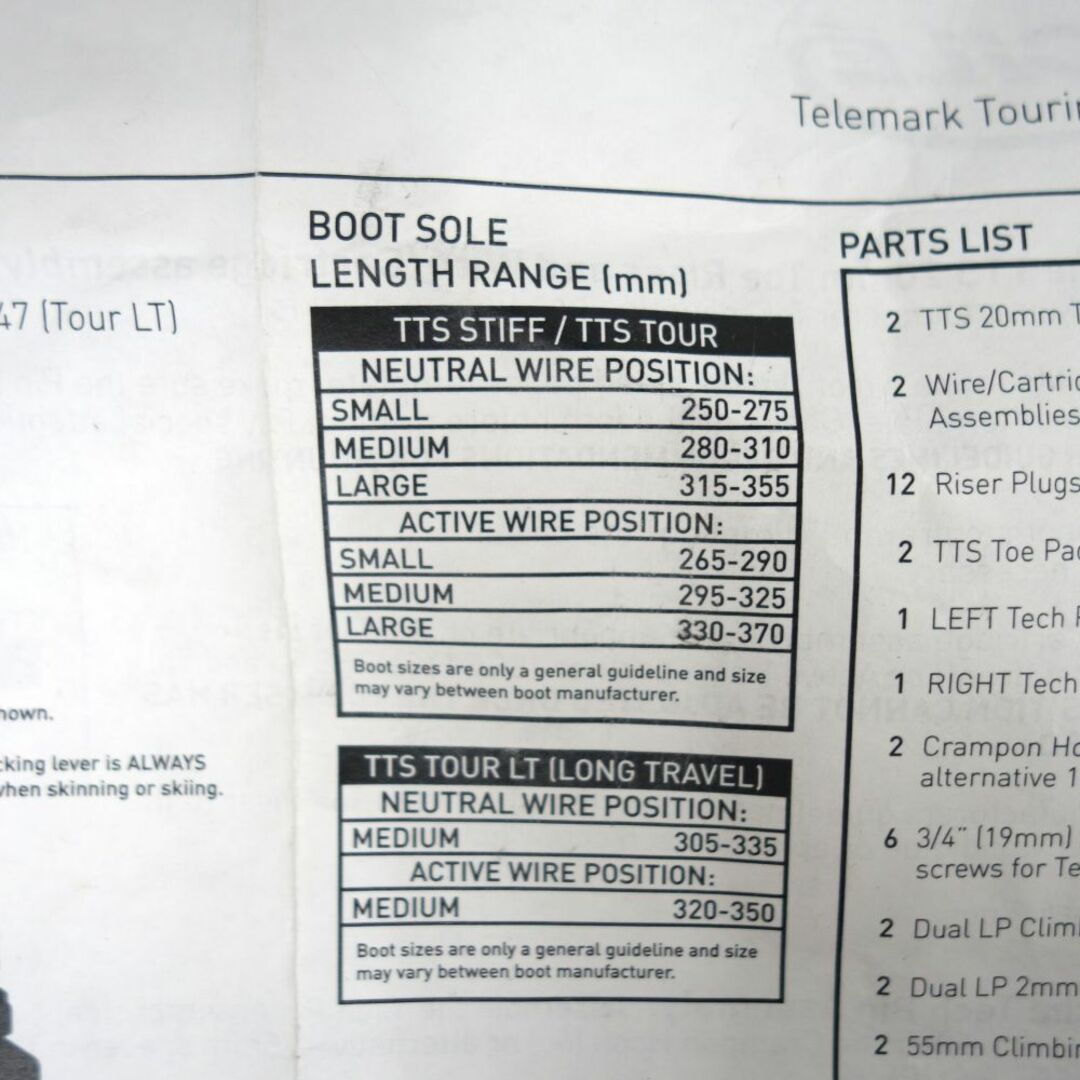 Telemark
47 (Tour LT)
hown.
cking lever is ALWAYS
when skinning or skiing.
BOOT SOLE
LENGTH RANGE (mm)
TTS STIFF / TTS TOUR
NEUTRAL WIRE POSITION:
SMALL 250-275
MEDIUM 280-310
LARGE 315-355
ACTIVE WIRE POSITION:
SMALL 265-290
MEDIUM 295-325
LARGE 330-370
Boot sizes are only a general guideline and size
may vary between boot manufacturer.
TTS TOUR LT (LONG TRAVEL)
NEUTRAL WIRE POSITION:
MEDIUM 305-335
ACTIVE WIRE POSITION:
MEDIUM 320-350
Boot sizes are only a general guideline and size
may vary between boot manufacturer.
PARTS LIST
2 TTS 20mm T
2 Wire/Cartri
Assemblies
12 Riser Plugs
2 TTS Toe Pa
1 LEFT Tech
1 RIGHT Tech
2 Crampon Ho
alternative 1
6 3/4" (19mm)
screws for Te
2 Dual LP Climb
2 Dual LP 2mm
2 55mm Climbi